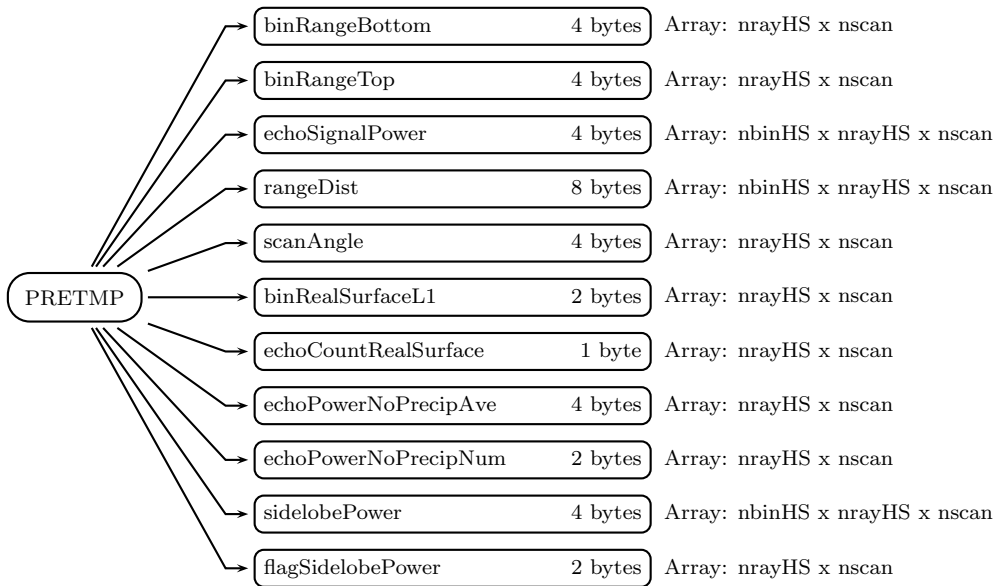 binRangeBottom 4 bytes Array: nrayHS x nscan
binRangeTop 4 bytes Array: nrayHS x nscan
echoSignalPower 4 bytes Array: nbinHS x nrayHS x nscan
rangeDist 8 bytes Array: nbinHS x nrayHS x nscan
scanAngle 4 bytes Array: nrayHS x nscan
PRETMP binRealSurfaceL1 2 bytes Array: nrayHS x nscan
echoCountRealSurface 1 byte Array: nrayHS x nscan
echoPowerNoPrecipAve 4 bytes Array: nrayHS x nscan
echoPowerNoPrecipNum 2 bytes Array: nrayHS x nscan
sidelobePower 4 bytes Array: nbinHS x nrayHS x nscan
flagSidelobePower 2 bytes Array: nrayHS x nscan